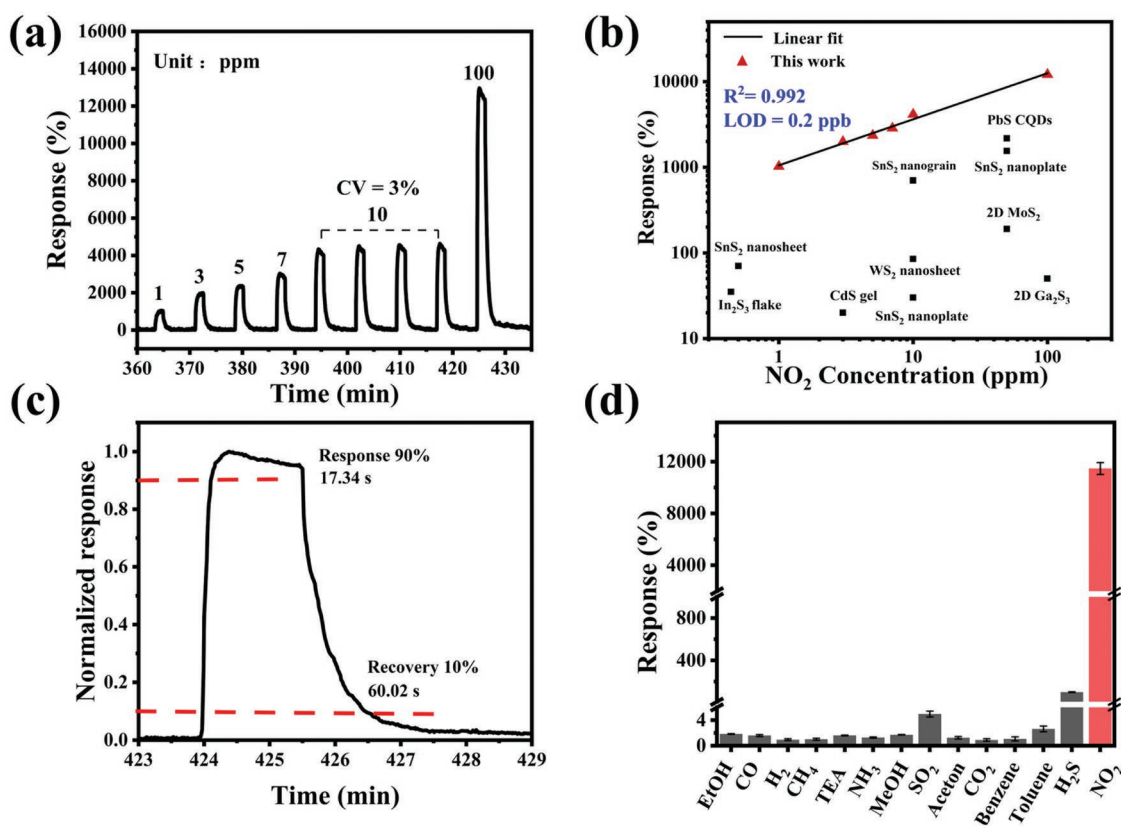 (a)
16000
14000
12000
10000
8000
6000
4000
2000
0
Response (%)
Unit : ppm
100
CV = 3%
10
1
3
5
7
360
370
380
390
400
410
420
430
Time (min)
(b)
Linear fit
This work
R²= 0.992
LOD = 0.2 ppb
10000
1000
100
10
Response (%)
PbS CQDs
SnS₂ nanograin
SnS₂ nanoplate
2D MoS₂
SnS₂ nanosheet
WS₂ nanosheet
In₂S₃ flake
CdS gel
2D Ga₂S₃
SnS₂ nanoplate
1
10
100
NO₂ Concentration (ppm)
(c)
1.0
0.8
0.6
0.4
0.2
0.0
Normalized response
Response 90%
17.34 s
Recovery 10%
60.02 s
423
424
425
426
427
428
429
Time (min)
(d)
12000
8000
4000
800
400
4
0
Response (%)
EtOH
CO
H₂
CH₄
TEA
NH₃
MeOH
SO₂
Aceton
CO₂
Benzene
Toluene
H₂S
NO₂